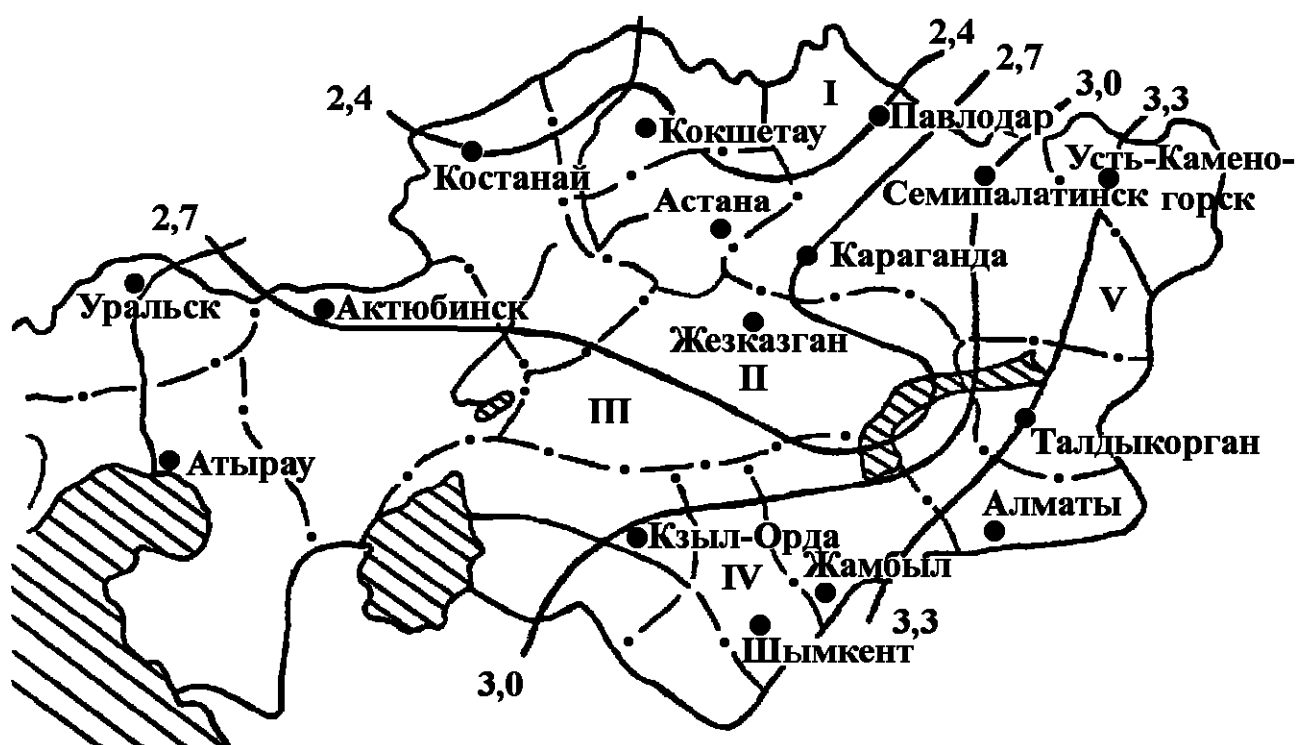 2,4
2,7
2,4
I
3,0
3,3
Павлодар
Кокшетау
Костанай
Усть-Камено-
горск
Семипалатинск
Астана
2,7
Караганда
Уральск
Актюбинск
V
Жезказган
II
III
Талдыкорган
Атырау
Алматы
Кзыл-Орда
Жамбыл
IV
3,3
Шымкент
3,0